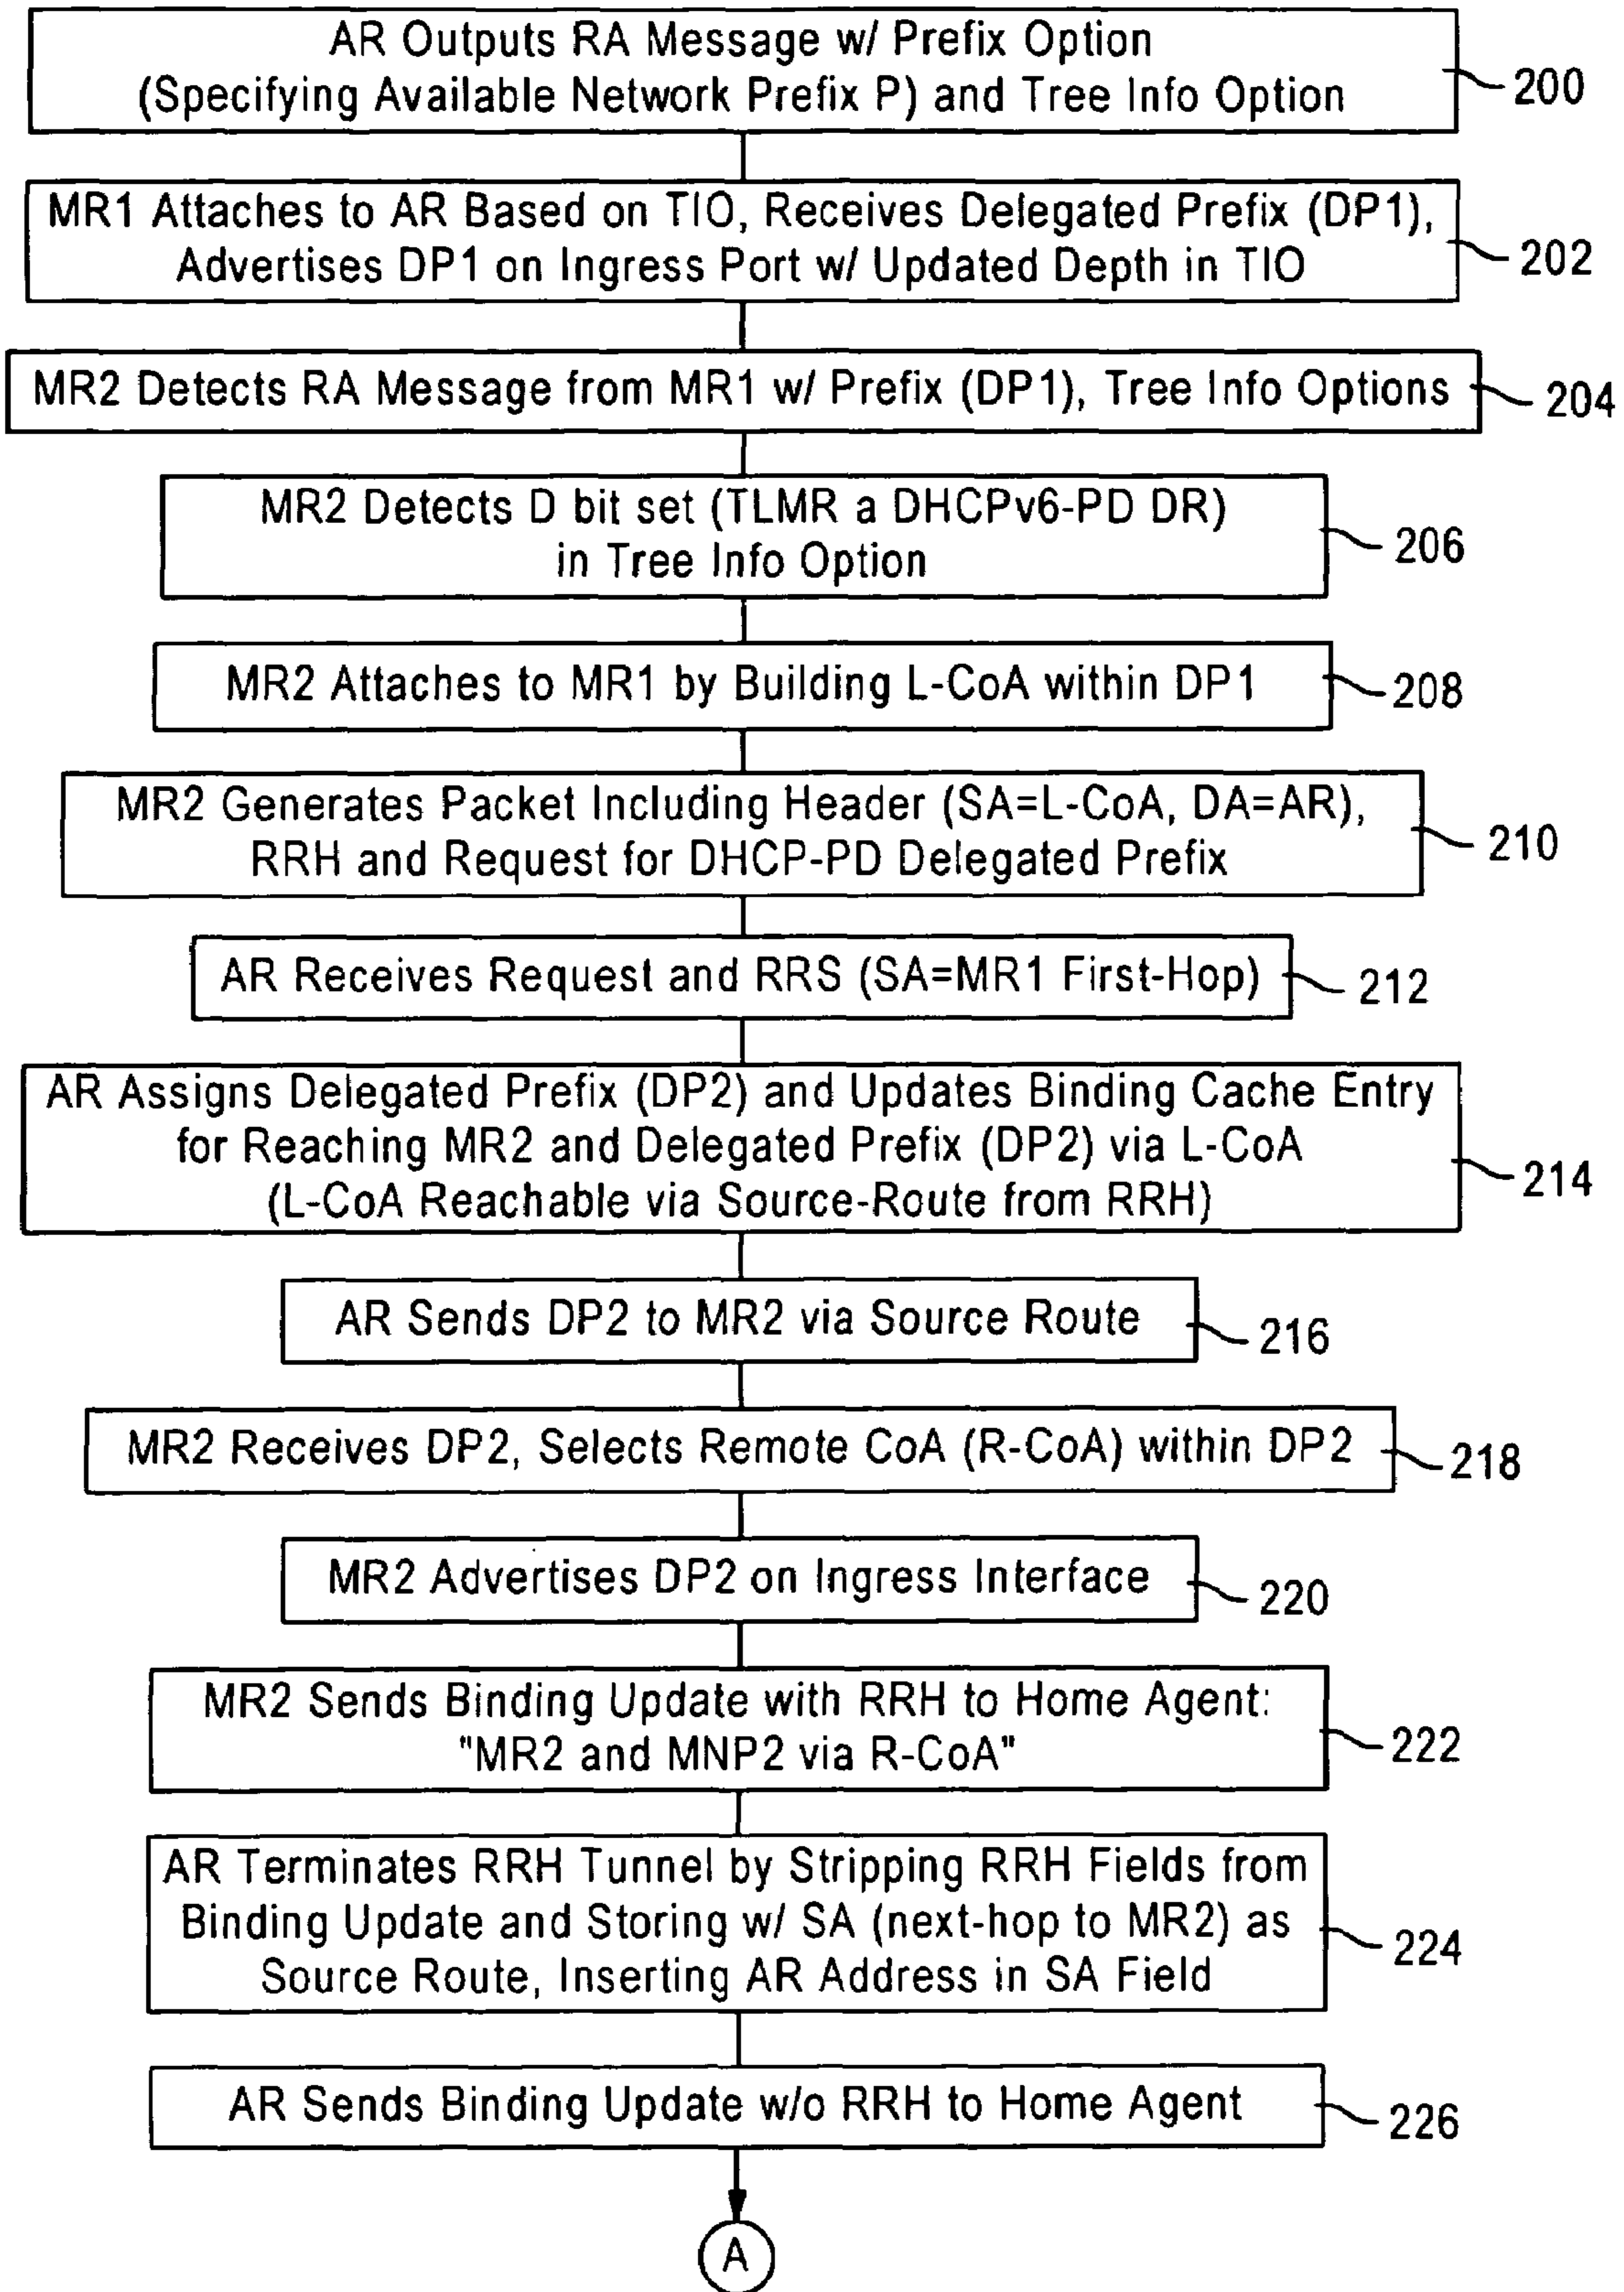 AR Outputs RA Message w/ Prefix Option
(Specifying Available Network Prefix P) and Tree Info Option
200
MR1 Attaches to AR Based on TIO, Receives Delegated Prefix (DP1),
Advertises DP1 on Ingress Port w/ Updated Depth in TIO
202
MR2 Detects RA Message from MR1 w/ Prefix (DP1), Tree Info Options
204
MR2 Detects D bit set (TLMR a DHCPv6-PD DR)
in Tree Info Option
206
MR2 Attaches to MR1 by Building L-CoA within DP1
208
MR2 Generates Packet Including Header (SA=L-CoA, DA=AR),
RRH and Request for DHCP-PD Delegated Prefix
210
AR Receives Request and RRS (SA=MR1 First-Hop)
212
AR Assigns Delegated Prefix (DP2) and Updates Binding Cache Entry
for Reaching MR2 and Delegated Prefix (DP2) via L-CoA
(L-CoA Reachable via Source-Route from RRH)
214
AR Sends DP2 to MR2 via Source Route
216
MR2 Receives DP2, Selects Remote CoA (R-CoA) within DP2
218
MR2 Advertises DP2 on Ingress Interface
220
MR2 Sends Binding Update with RRH to Home Agent:
"MR2 and MNP2 via R-CoA"
222
AR Terminates RRH Tunnel by Stripping RRH Fields from
Binding Update and Storing w/ SA (next-hop to MR2) as
Source Route, Inserting AR Address in SA Field
224
AR Sends Binding Update w/o RRH to Home Agent
226
A